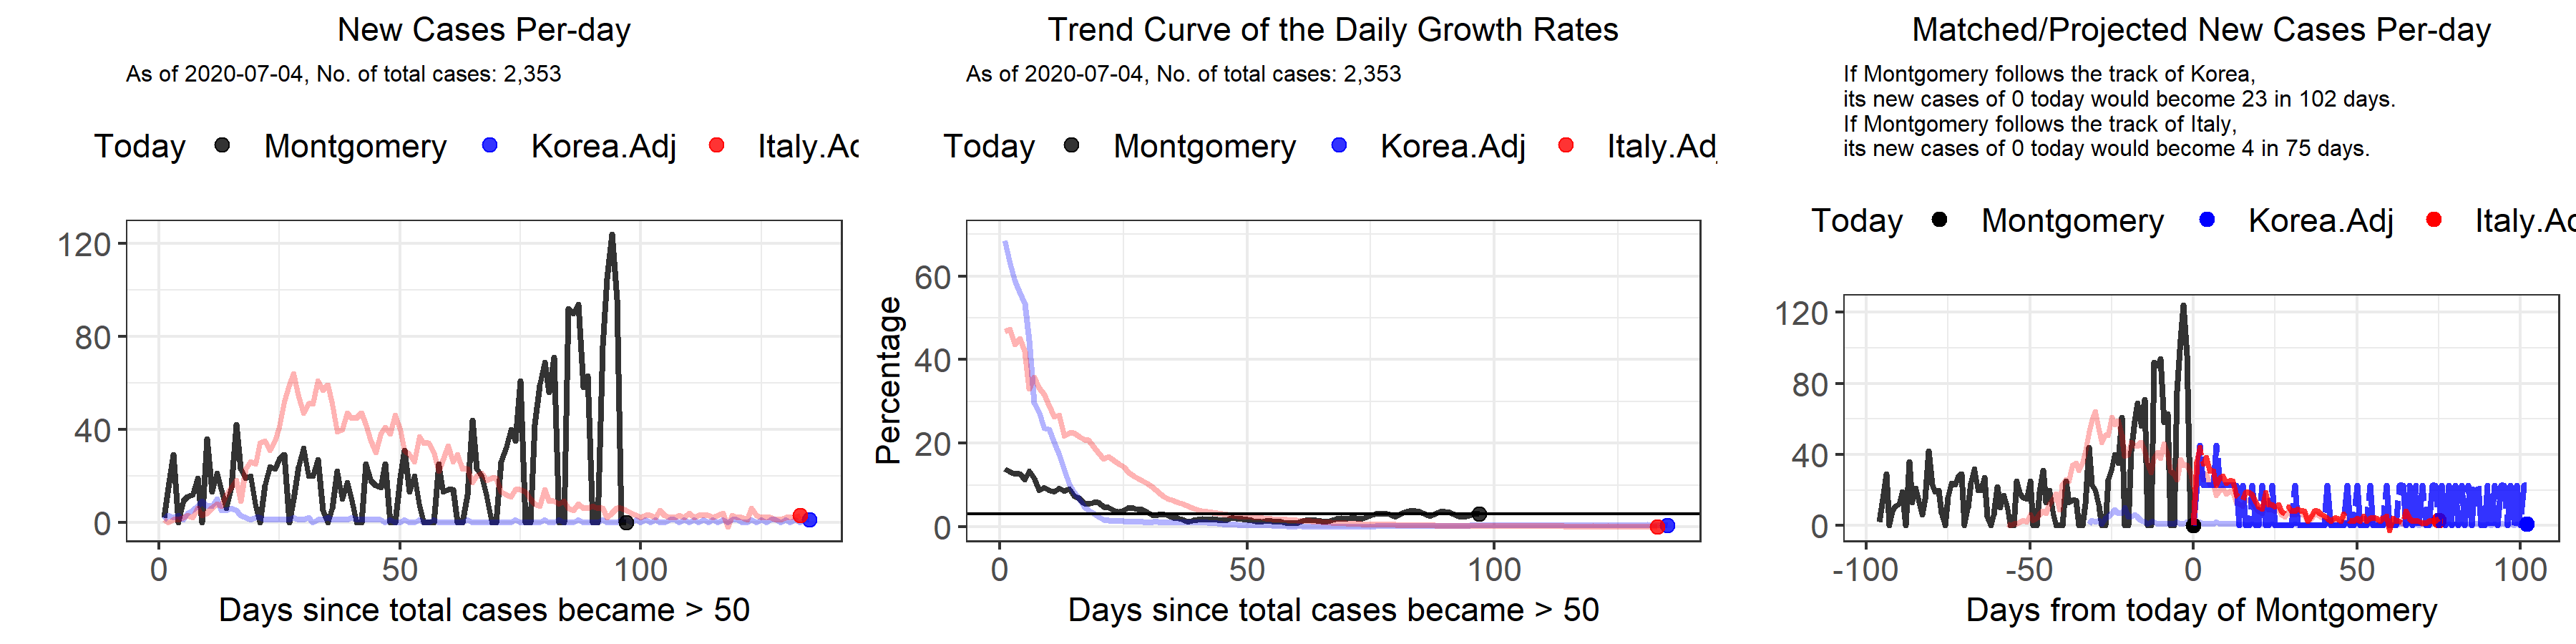 New Cases Per-day
As of 2020-07-04, No. of total cases: 2,353
Today Montgomery Korea.Adj Italy.Ac
120
80
40
0
0 50 100
Days since total cases became > 50
Trend Curve of the Daily Growth Rates
As of 2020-07-04, No. of total cases: 2,353
Today Montgomery Korea.Adj Italy.Ad
Percentage
60
40
20
0
0 50 100
Days since total cases became > 50
Matched/Projected New Cases Per-day
If Montgomery follows the track of Korea,
its new cases of 0 today would become 23 in 102 days.
If Montgomery follows the track of Italy,
its new cases of 0 today would become 4 in 75 days.
Today Montgomery Korea.Adj Italy.Ac
120
80
40
0
-100 -50 0 50 100
Days from today of Montgomery